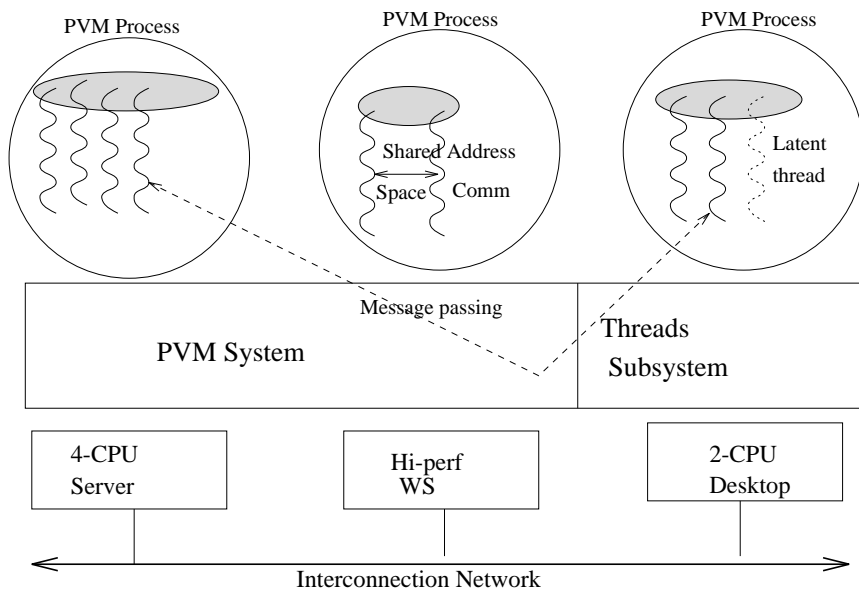 PVM Process
PVM Process
PVM Process
Shared Address
Space
Comm
Latent
thread
Message passing
PVM System
Threads
Subsystem
4-CPU
Server
Hi-perf
WS
2-CPU
Desktop
Interconnection Network